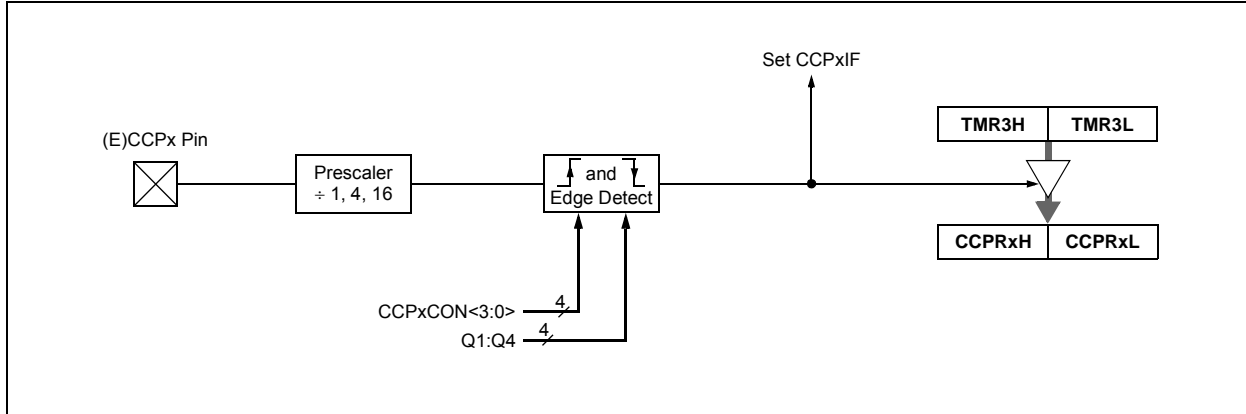 Set CCPxIF
TMR3H TMR3L
(E)CCPx Pin
Prescaler
÷ 1, 4, 16
and
Edge Detect
CCPRxH CCPRxL
CCPxCON<3:0>
4
Q1:Q4
4